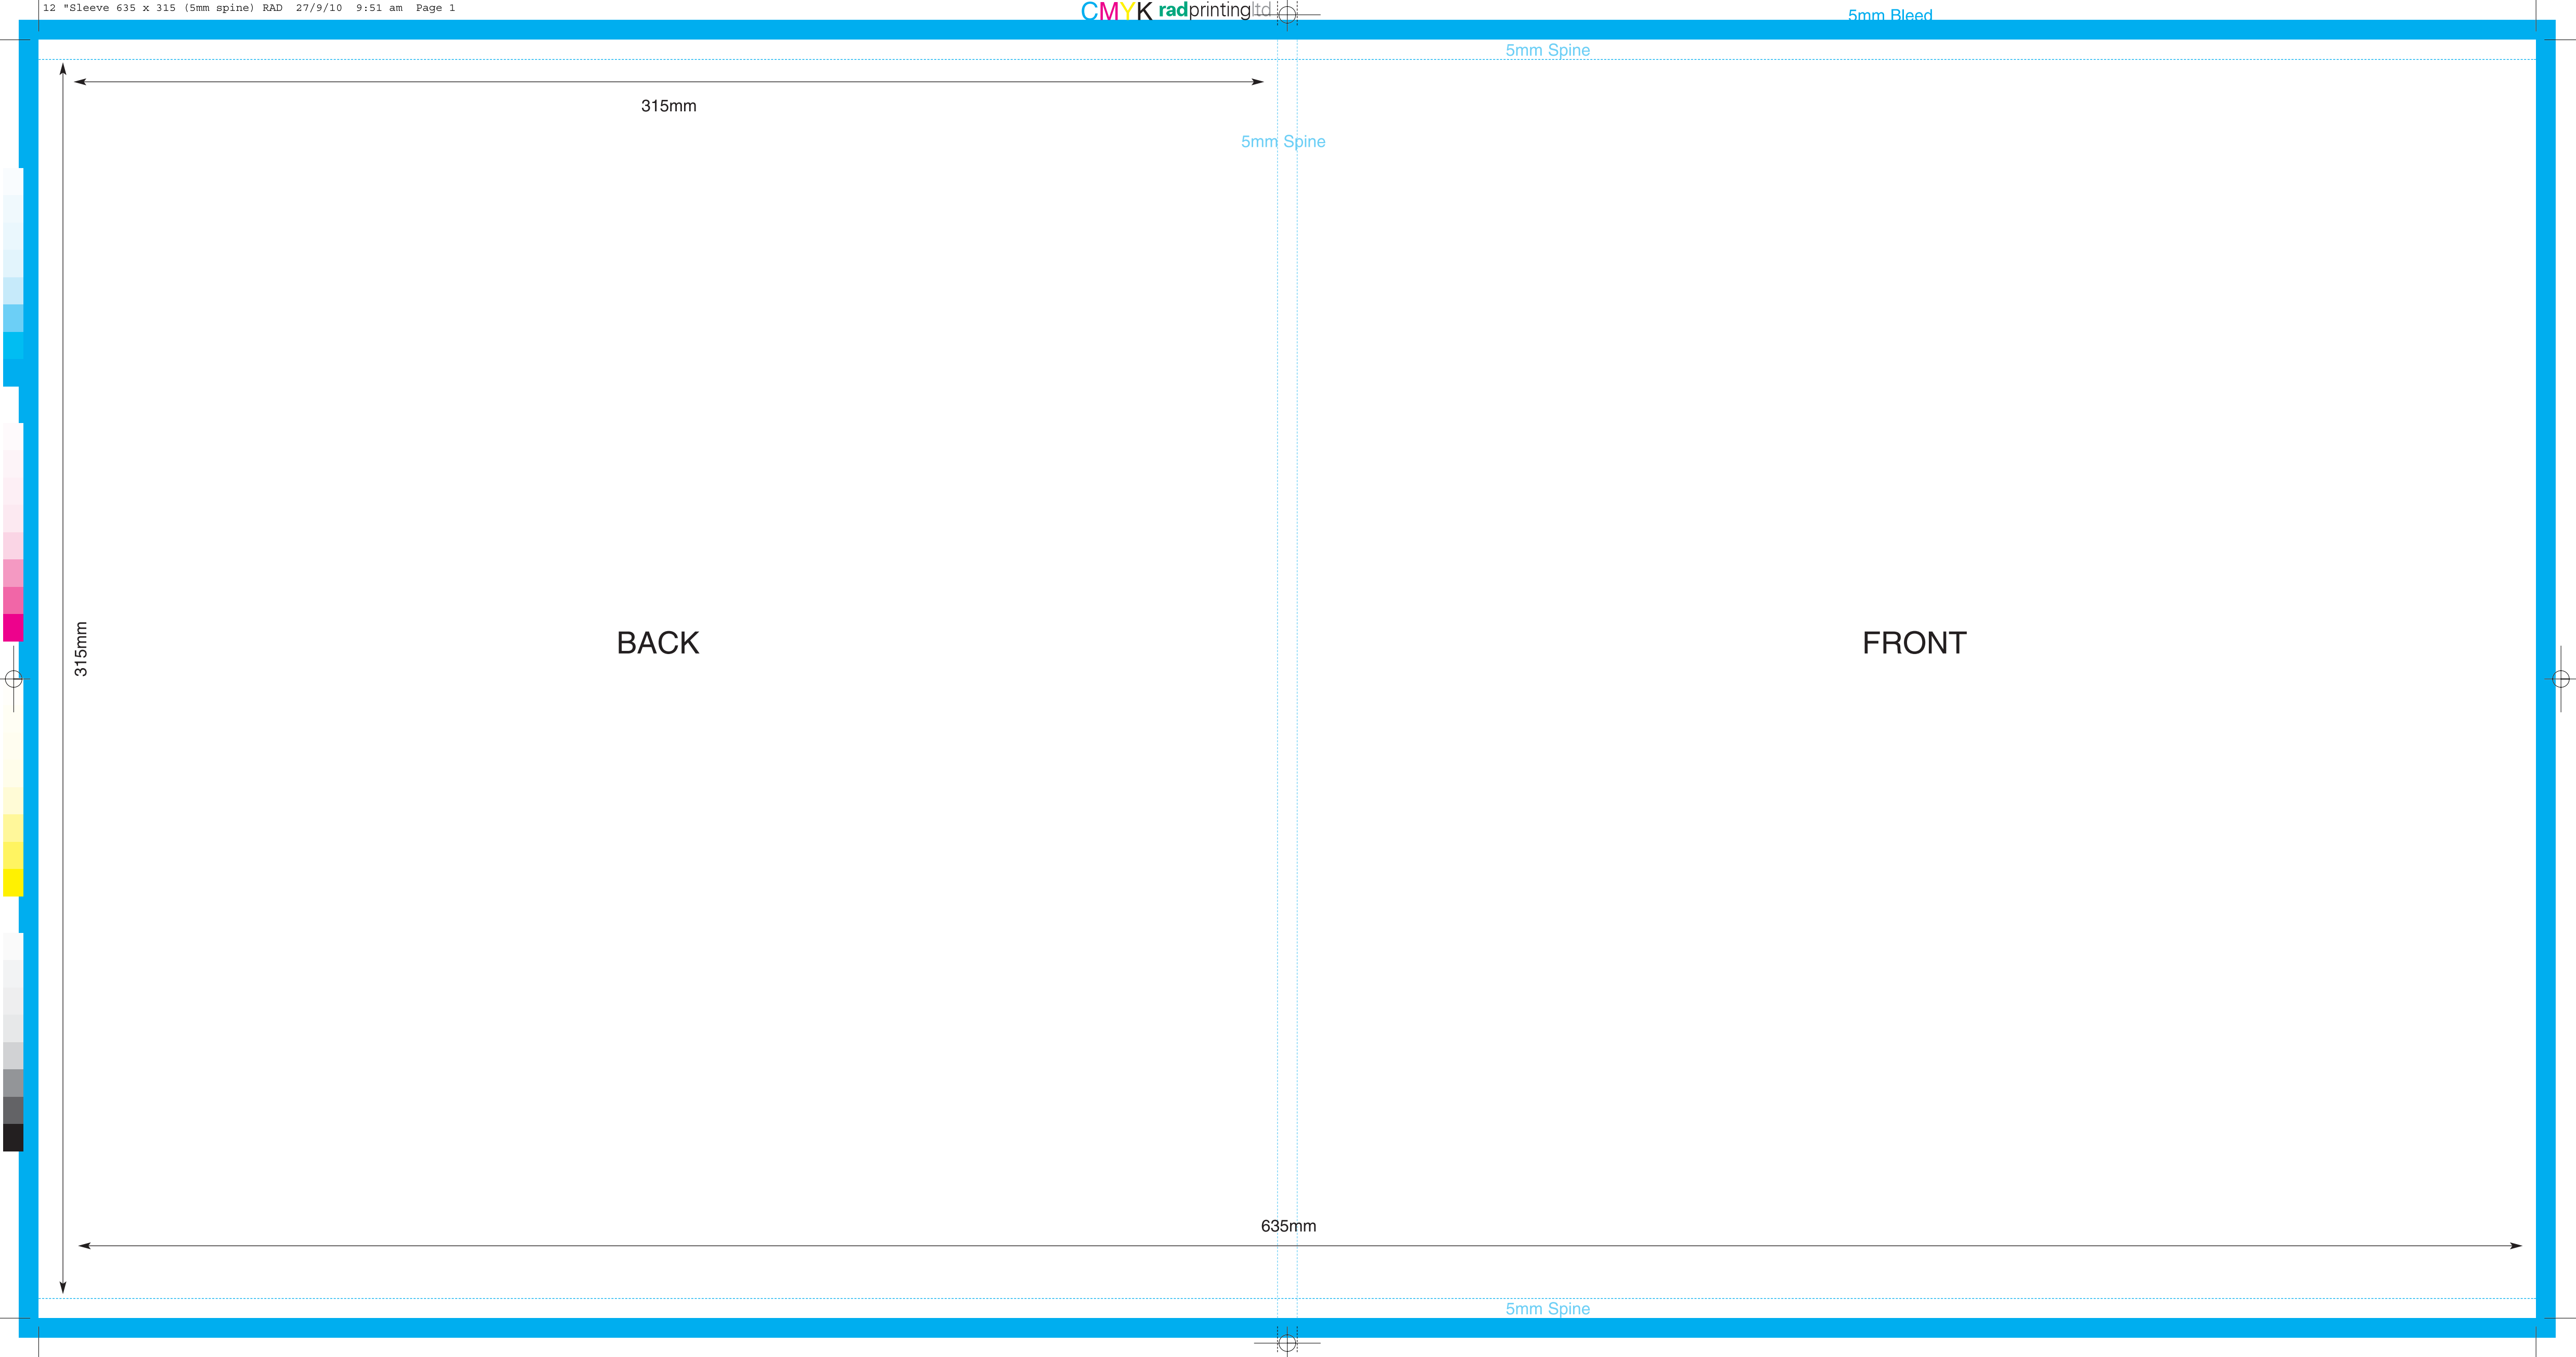 12 "Sleeve 635 x 315 (5mm spine) RAD  27/9/10  9:51 am  Page 1
CMYK radprintingltd
5mm Bleed
5mm Spine
315mm
5mm Spine
315mm
BACK
FRONT
635mm
5mm Spine